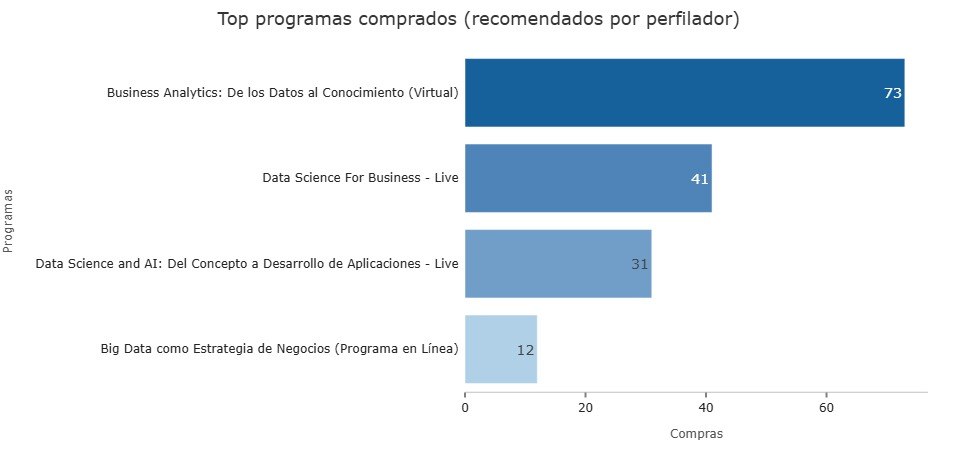 Top programas comprados (recomendados por perfilador)
Programas
Business Analytics: De los Datos al Conocimiento (Virtual)
73
Data Science For Business - Live
41
Data Science and AI: Del Concepto a Desarrollo de Aplicaciones - Live
31
Big Data como Estrategia de Negocios (Programa en Línea)
12
0 20 40 60
Compras